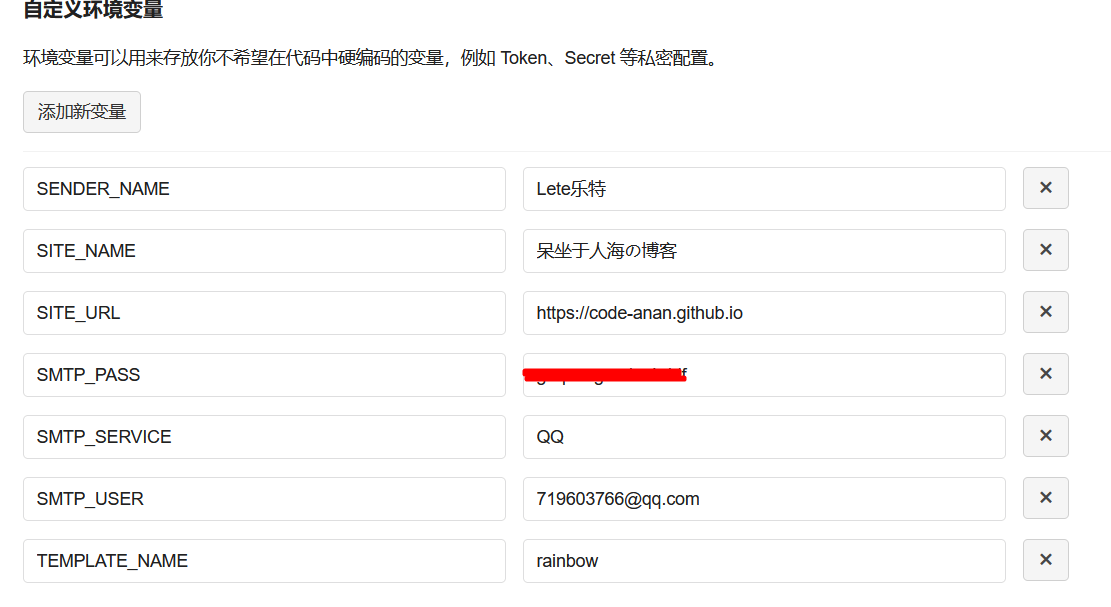 自定义环境变量
环境变量可以用来存放你不希望在代码中硬编码的变量，例如 Token、Secret 等私密配置。
添加新变量
SENDER_NAME Lete乐特 ✕
SITE_NAME 呆坐于人海の博客 ✕
SITE_URL https://code-anan.github.io ✕
SMTP_PASS ✕
SMTP_SERVICE QQ ✕
SMTP_USER 719603766@qq.com ✕
TEMPLATE_NAME rainbow ✕